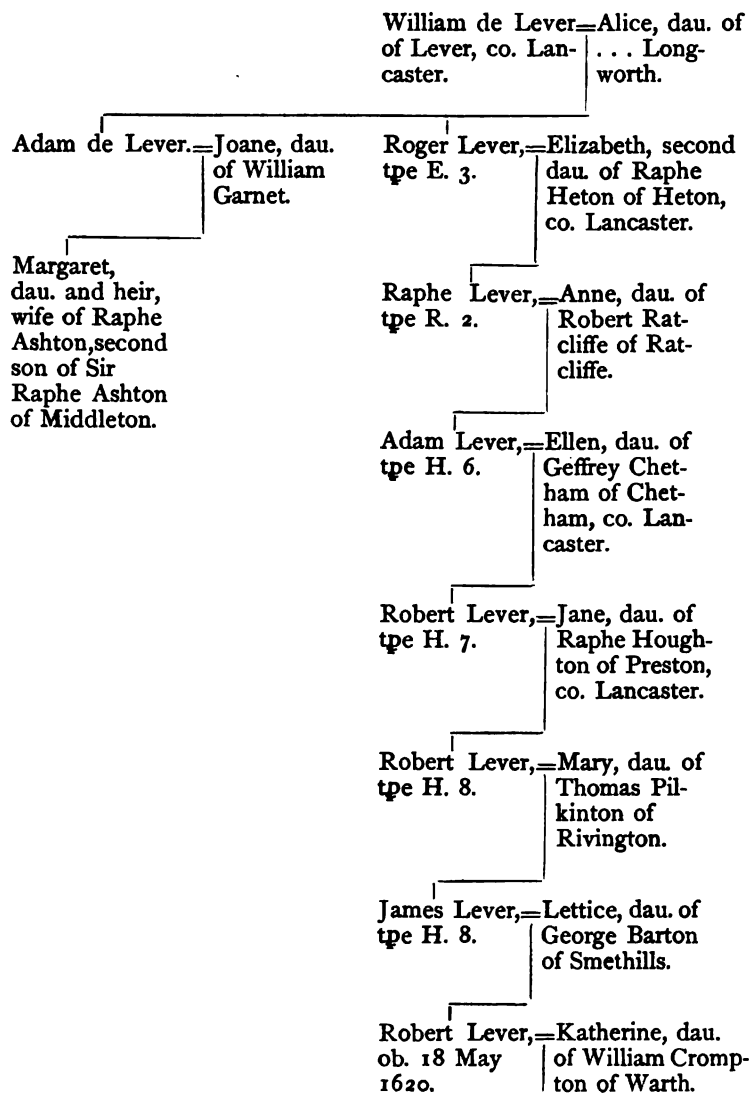 William de Lever=Alice, dau. of
of Lever, co. Lan- . . . Long-
caster. worth.
Adam de Lever.=Joane, dau.
of William
Garnet.
Roger Lever,=Elizabeth, second
tpe E. 3. dau. of Raphe
Heton of Heton,
co. Lancaster.
Margaret,
dau. and heir,
wife of Raphe
Ashton,second
son of Sir
Raphe Ashton
of Middleton.
Raphe Lever,=Anne, dau. of
tpe R. 2. Robert Rat-
cliffe of Rat-
cliffe.
Adam Lever,=Ellen, dau. of
tpe H. 6. Geffrey Chet-
ham of Chet-
ham, co. Lan-
caster.
Robert Lever,=Jane, dau. of
tpe H. 7. Raphe Hough-
ton of Preston,
co. Lancaster.
Robert Lever,=Mary, dau. of
tpe H. 8. Thomas Pil-
kinton of
Rivington.
James Lever,=Lettice, dau. of
tpe H. 8. George Barton
of Smethills.
Robert Lever,=Katherine, dau.
ob. 18 May of William Cromp-
1620. ton of Warth.